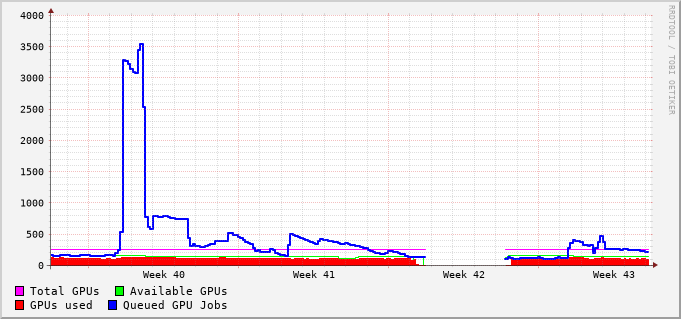 4000
3500
3000
2500
2000
1500
1000
500
0
Week 40 Week 41 Week 42 Week 43
Total GPUs Available GPUs
GPUs used Queued GPU Jobs
RRDTOOL / TOBI OETIKER